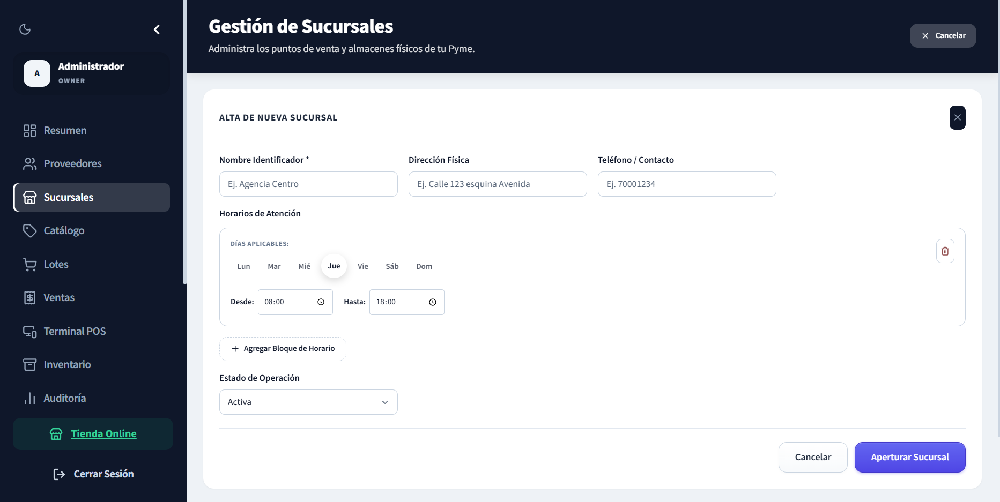 A
Administrador
OWNER
Resumen
Proveedores
Sucursales
Catálogo
Lotes
Ventas
Terminal POS
Inventario
Auditoría
Tienda Online
Cerrar Sesión
Gestión de Sucursales
Administra los puntos de venta y almacenes físicos de tu Pyme.
Cancelar
ALTA DE NUEVA SUCURSAL
Nombre Identificador * Dirección Física Teléfono / Contacto
Ej. Agencia Centro Ej. Calle 123 esquina Avenida Ej. 70001234
Horarios de Atención
DÍAS APLICABLES:
Lun Mar Mié Jue Vie Sáb Dom
Desde: 08:00 Hasta: 18:00
Agregar Bloque de Horario
Estado de Operación
Activa
Cancelar Aperturar Sucursal